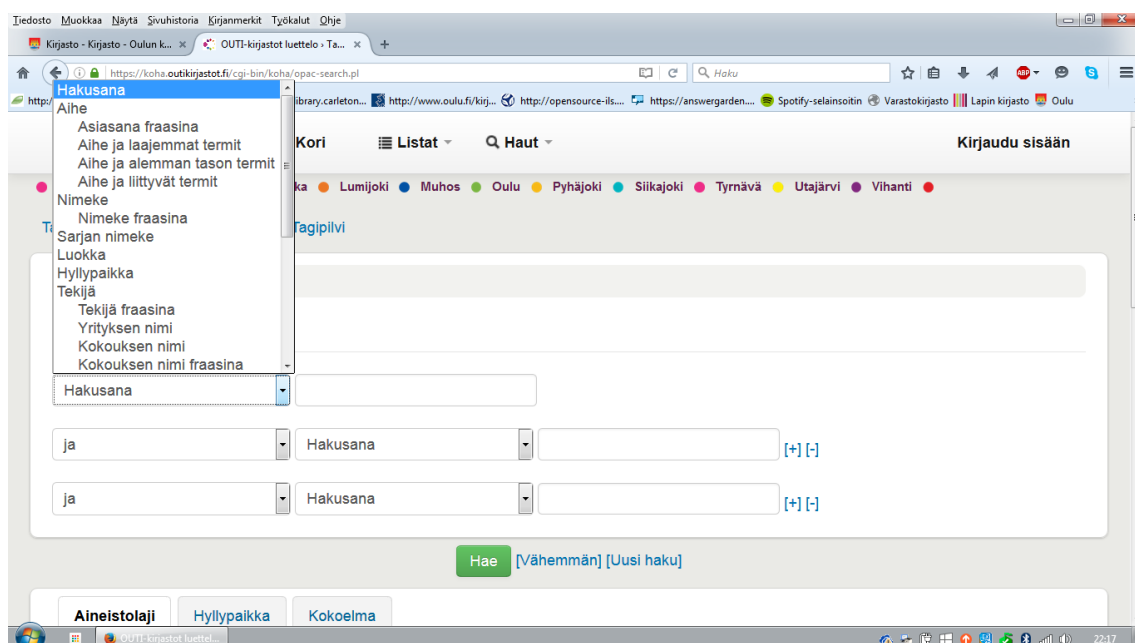 Tiedosto Muokkaa Näytä Sivuhistoria Kirjanmerkit Työkalut Ohje
Kirjasto - Kirjasto - Oulun k... × OUTI-kirjastot luettelo › Ta... × +
https://koha.outikirjastot.fi/cgi-bin/koha/opac-search.pl Haku ABP S
http:/ library.carleton... http://www.oulu.fi/kirj... http://opensource-ils.... https://answergarden.... Spotify-selainsoitin Varastokirjasto Lapin kirjasto Oulu
Kori Listat Haut Kirjaudu sisään
ka Lumijoki Muhos Oulu Pyhäjoki Siikajoki Tyrnävä Utajärvi Vihanti
Ta Tagipilvi
Hakusana
Aihe
Asiasana fraasina
Aihe ja laajemmat termit
Aihe ja alemman tason termit
Aihe ja liittyvät termit
Nimeke
Nimeke fraasina
Sarjan nimeke
Luokka
Hyllypaikka
Tekijä
Tekijä fraasina
Yrityksen nimi
Kokouksen nimi
Kokouksen nimi fraasina
Hakusana
ja Hakusana [+] [-]
ja Hakusana [+] [-]
Hae [Vähemmän] [Uusi haku]
Aineistolaji Hyllypaikka Kokoelma
OUTI-kirjastot luettel... 22:17